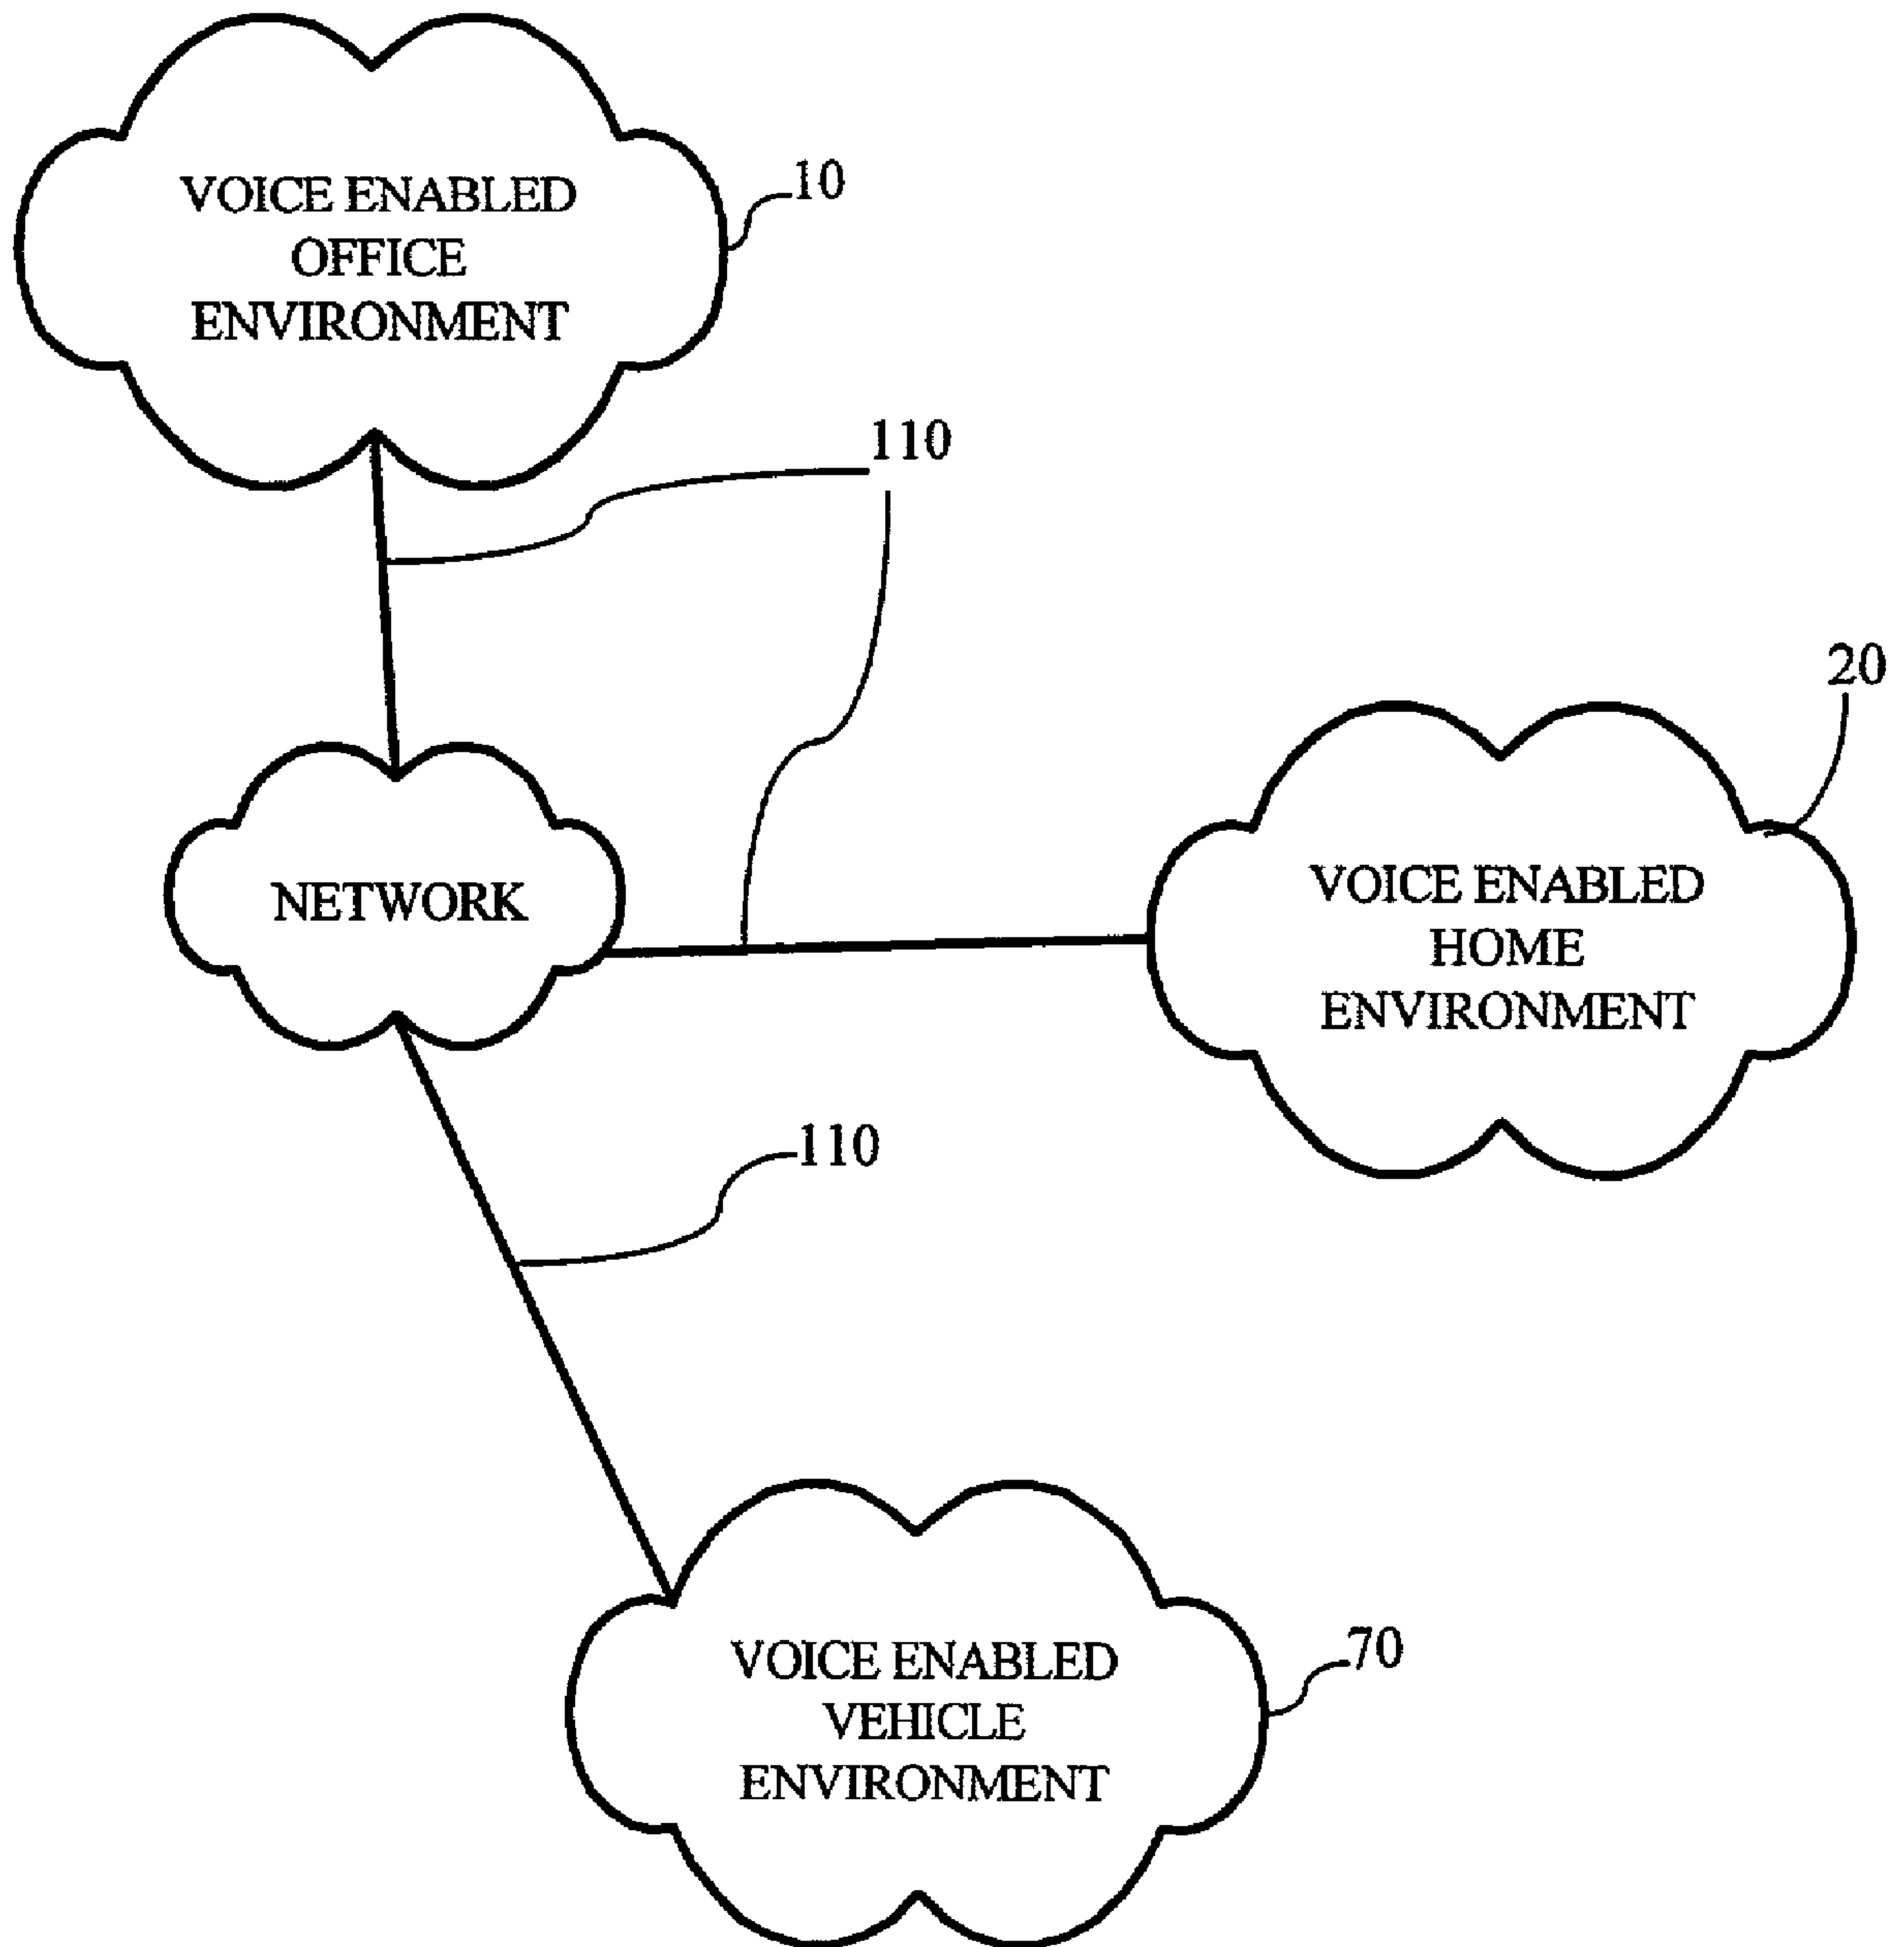 VOICE ENABLED
OFFICE
ENVIRONMENT
10
110
20
NETWORK
VOICE ENABLED
HOME
ENVIRONMENT
110
VOICE ENABLED
VEHICLE
ENVIRONMENT
70